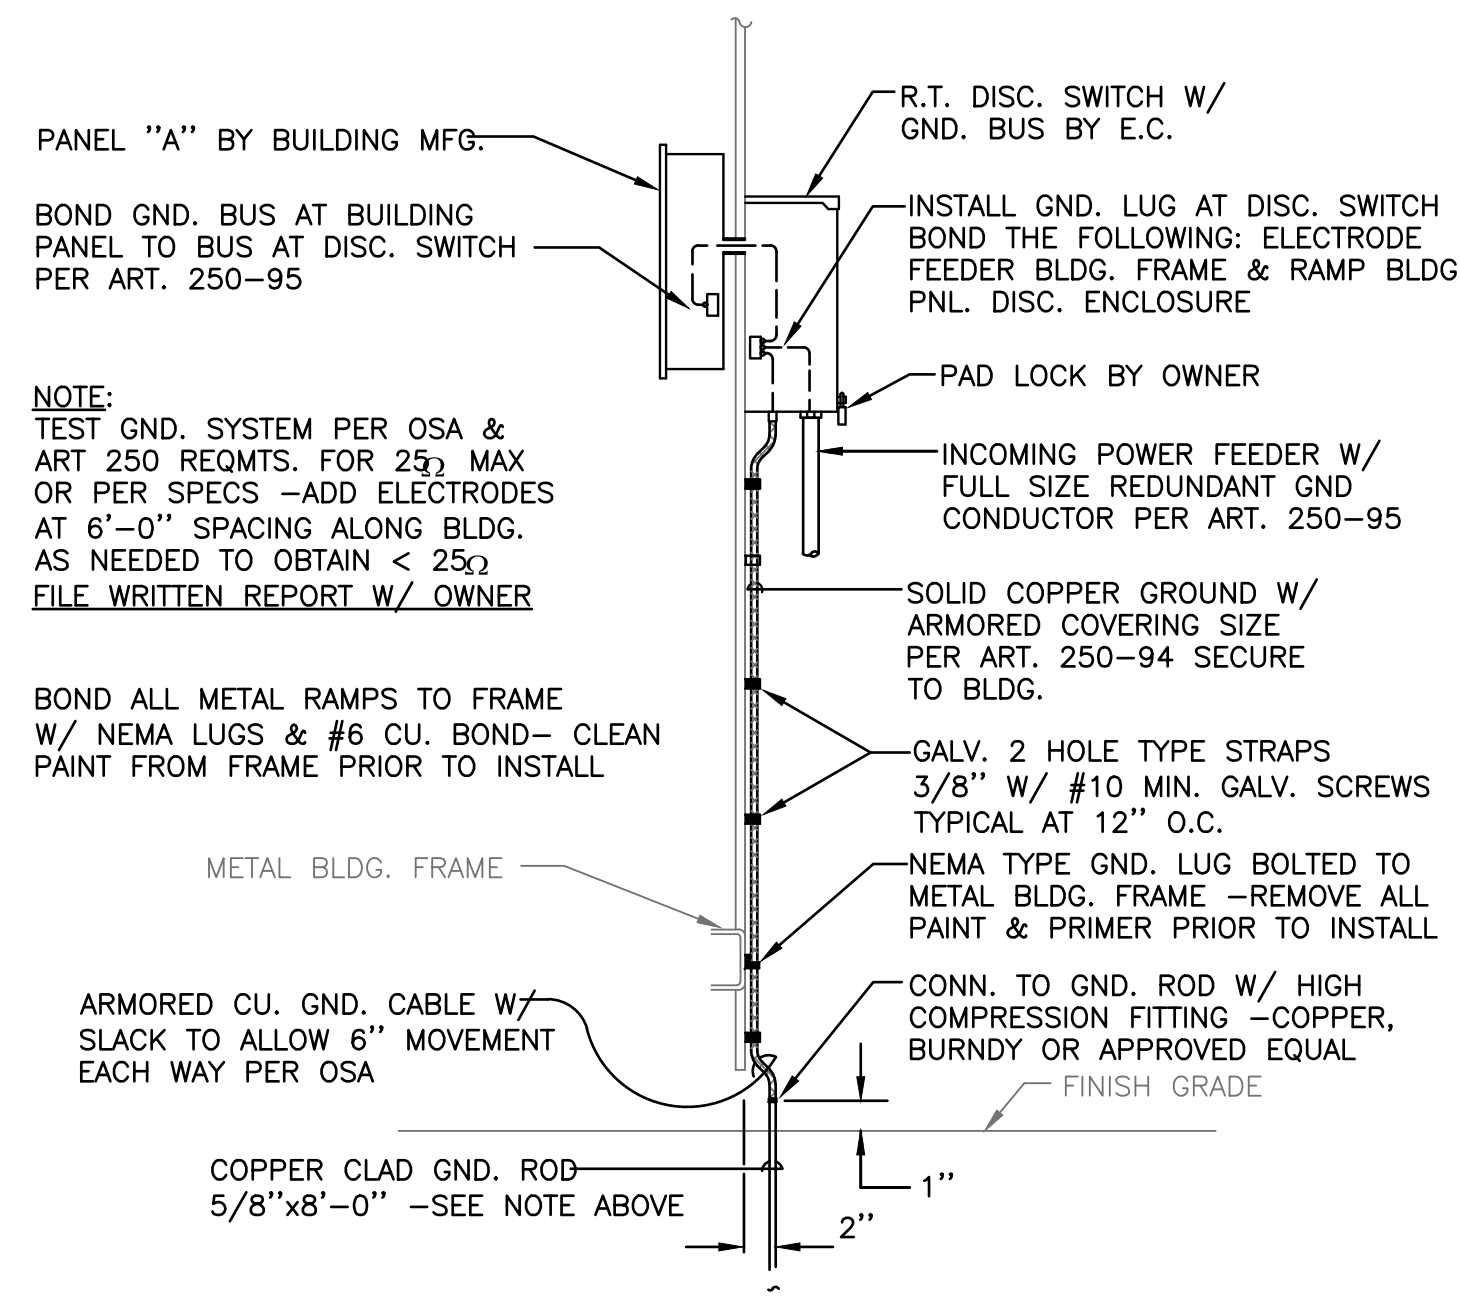 PANEL "A" BY BUILDING MFG.
BOND GND. BUS AT BUILDING
PANEL TO BUS AT DISC. SWITCH
PER ART. 250-95
NOTE:
TEST GND. SYSTEM PER OSA &
ART 250 REQMTS. FOR 25Ω MAX
OR PER SPECS -ADD ELECTRODES
AT 6'-0" SPACING ALONG BLDG.
AS NEEDED TO OBTAIN < 25Ω
FILE WRITTEN REPORT W/ OWNER
BOND ALL METAL RAMPS TO FRAME
W/ NEMA LUGS & #6 CU. BOND- CLEAN
PAINT FROM FRAME PRIOR TO INSTALL
METAL BLDG. FRAME
ARMORED CU. GND. CABLE W/
SLACK TO ALLOW 6" MOVEMENT
EACH WAY PER OSA
COPPER CLAD GND. ROD
5/8"x8'-0" -SEE NOTE ABOVE
R.T. DISC. SWITCH W/
GND. BUS BY E.C.
INSTALL GND. LUG AT DISC. SWITCH
BOND THE FOLLOWING: ELECTRODE
FEEDER BLDG. FRAME & RAMP BLDG
PNL. DISC. ENCLOSURE
PAD LOCK BY OWNER
INCOMING POWER FEEDER W/
FULL SIZE REDUNDANT GND
CONDUCTOR PER ART. 250-95
SOLID COPPER GROUND W/
ARMORED COVERING SIZE
PER ART. 250-94 SECURE
TO BLDG.
GALV. 2 HOLE TYPE STRAPS
3/8" W/ #10 MIN. GALV. SCREWS
TYPICAL AT 12" O.C.
NEMA TYPE GND. LUG BOLTED TO
METAL BLDG. FRAME -REMOVE ALL
PAINT & PRIMER PRIOR TO INSTALL
CONN. TO GND. ROD W/ HIGH
COMPRESSION FITTING -COPPER,
BURNDY OR APPROVED EQUAL
FINISH GRADE
1"
2"